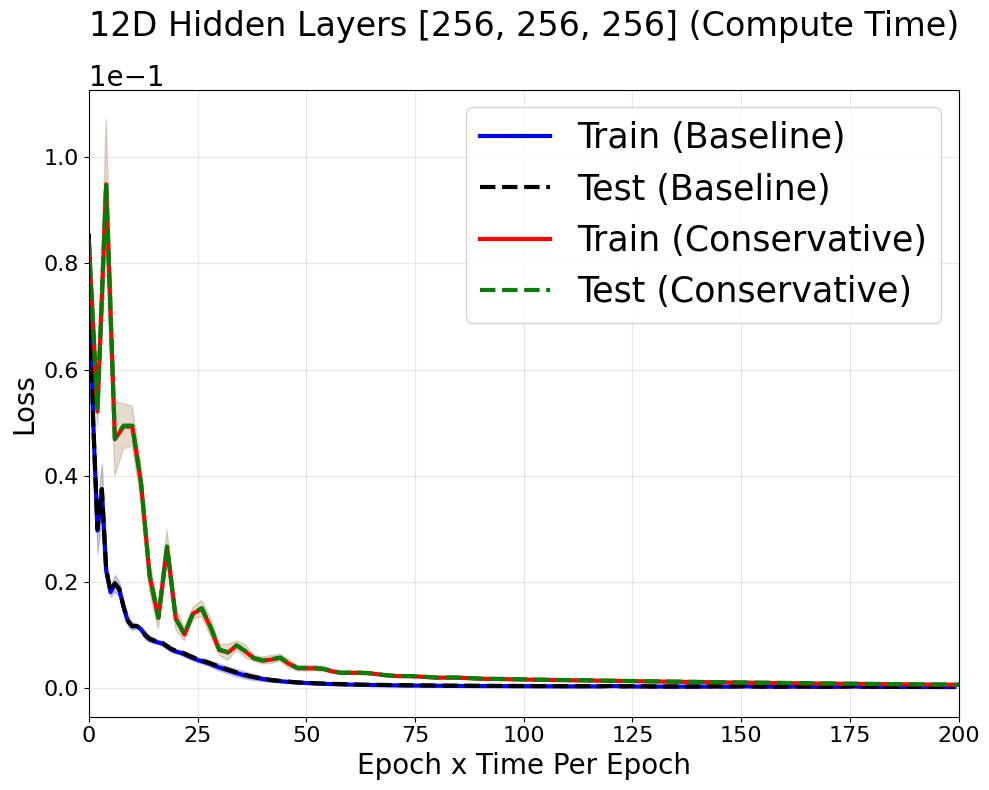 12D Hidden Layers [256, 256, 256] (Compute Time)
1e−1
Train (Baseline)
Test (Baseline)
Train (Conservative)
Test (Conservative)
1.0
0.8
0.6
0.4
0.2
0.0
Loss
0 25 50 75 100 125 150 175 200
Epoch x Time Per Epoch